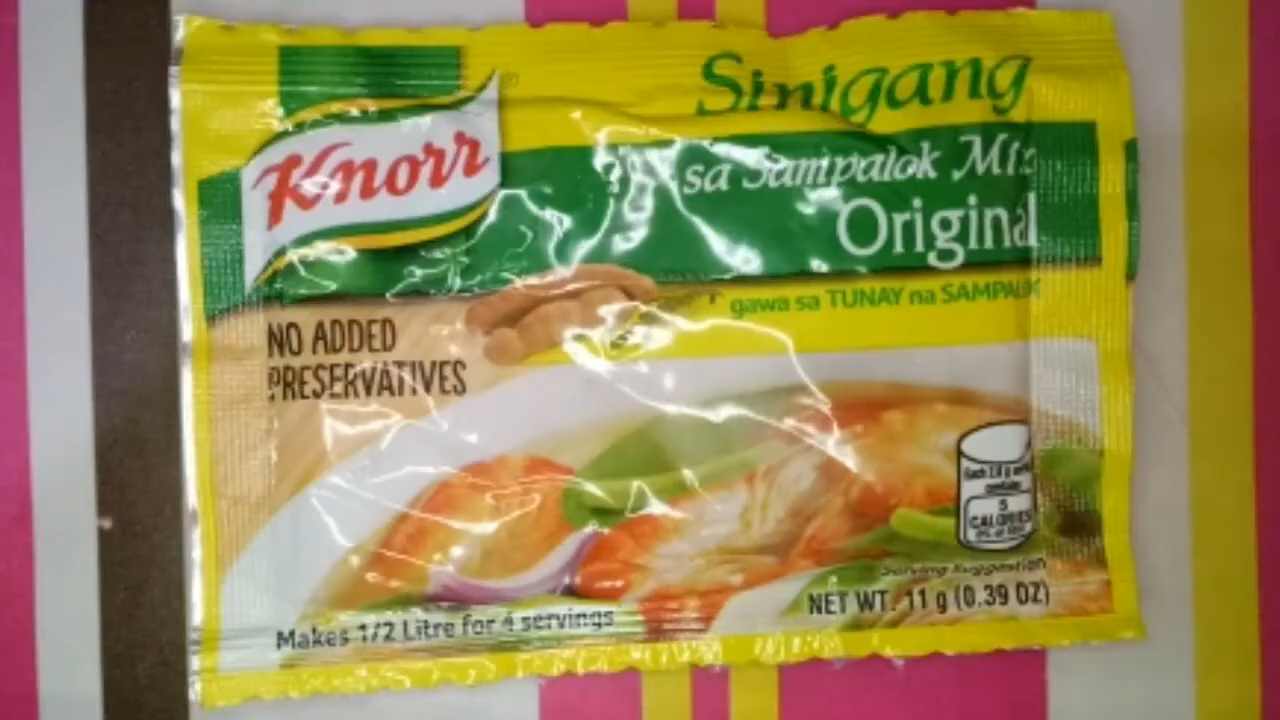 Knorr
Sinigang
sa Sampalok Mix
Original
gawa sa TUNAY na SAMPALOK
NO ADDED
PRESERVATIVES
5
CALORIES
Serving Suggestion
NET WT. 11 g (0.39 OZ)
Makes 1/2 Litre for 4 servings